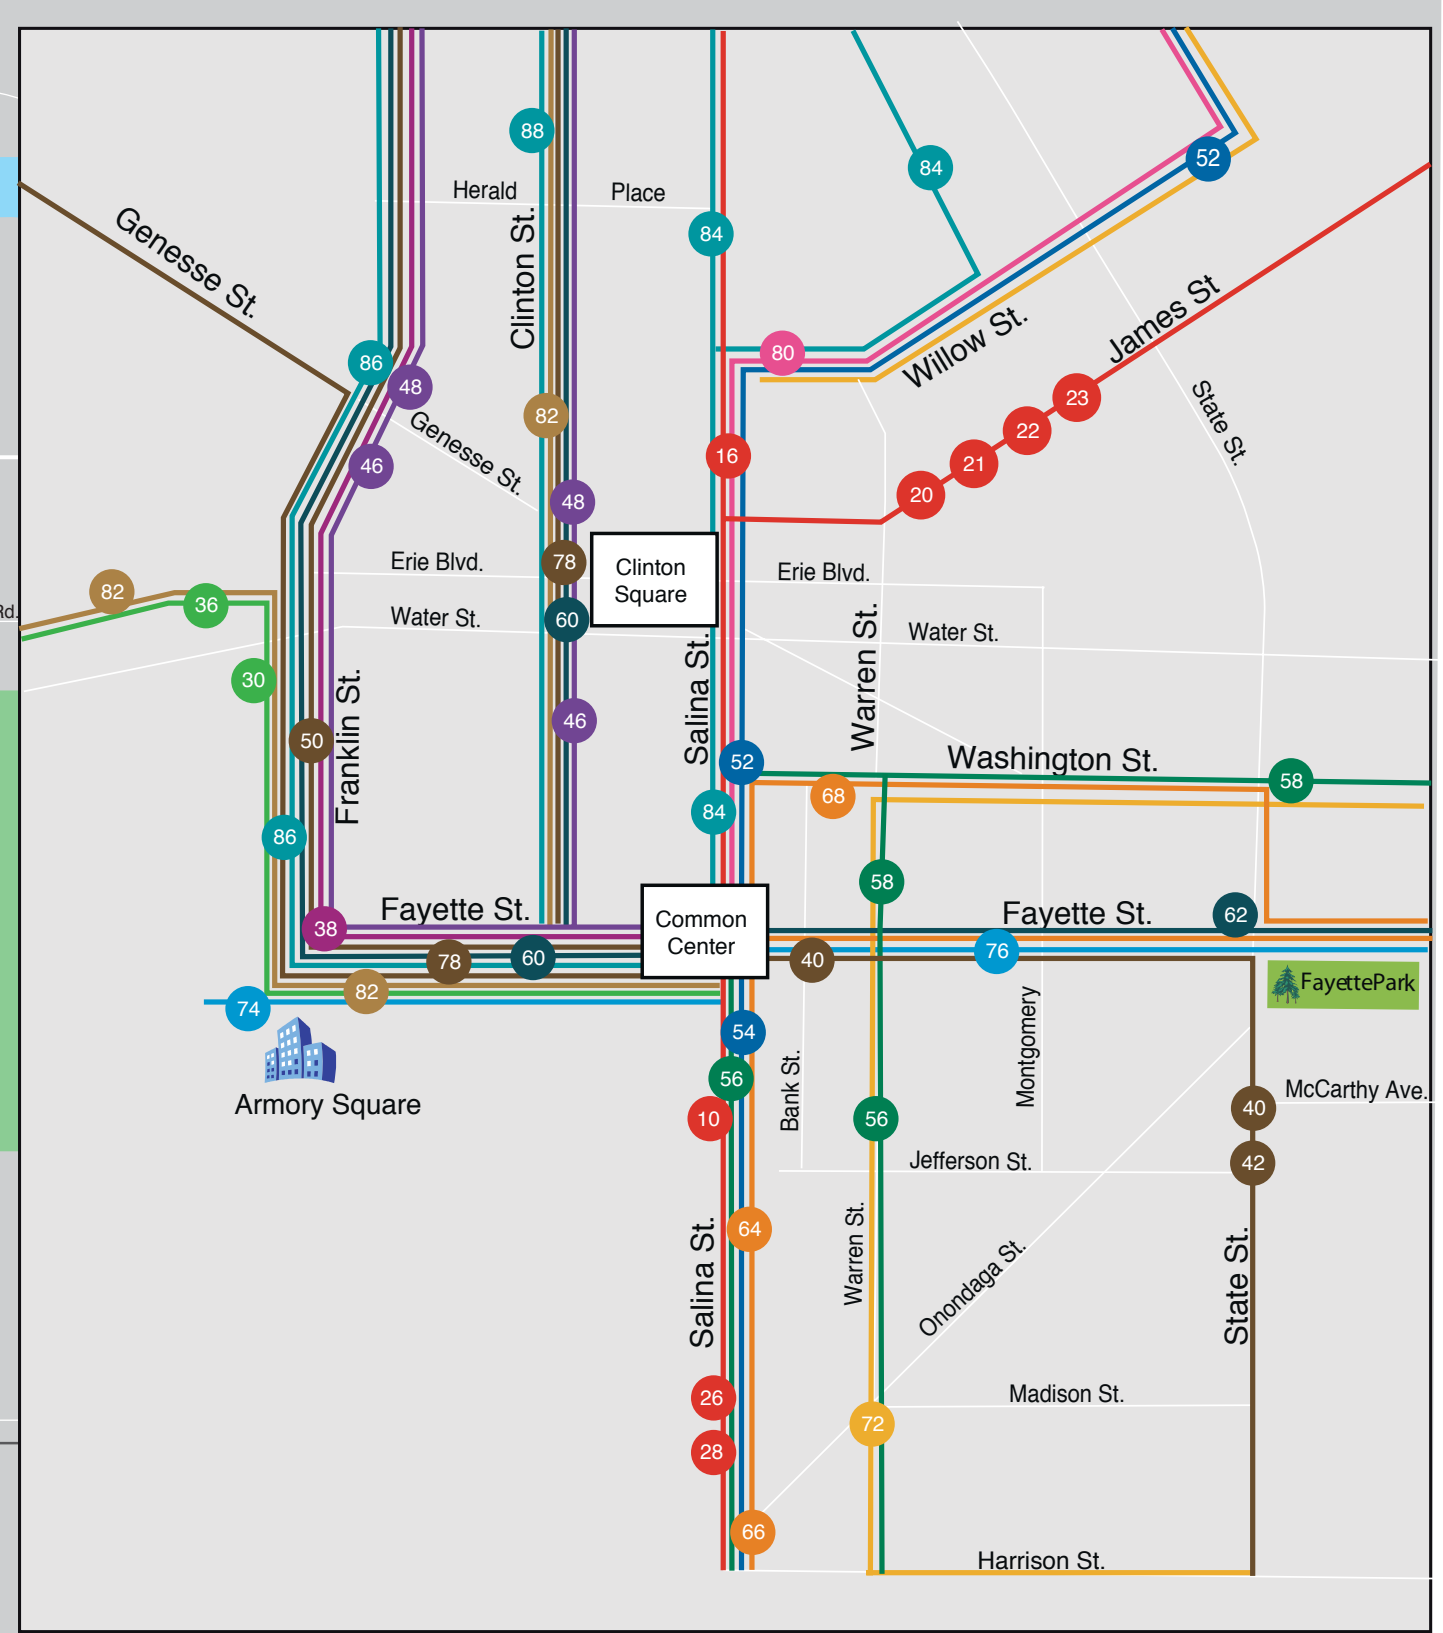 88
Herald
Place
84
52
Genesse St.
Clinton St.
84
80
Willow St.
James St
86
48
23
State St.
82
Genesse St.
22
46
16
21
48
20
Erie Blvd.
78
Clinton
Square
Erie Blvd.
82
36
Rd.
Water St.
60
Water St.
30
Salina St.
Warren St.
46
50
Franklin St.
52
Washington St.
58
68
84
86
58
Fayette St.
Common
Center
Fayette St.
62
38
78
60
40
76
82
74
FayettePark
54
Montgomery
56
Bank St.
McCarthy Ave.
Armory Square
10
56
40
Jefferson St.
42
64
Salina St.
Warren St.
Onondaga St.
State St.
26
Madison St.
72
28
66
Harrison St.